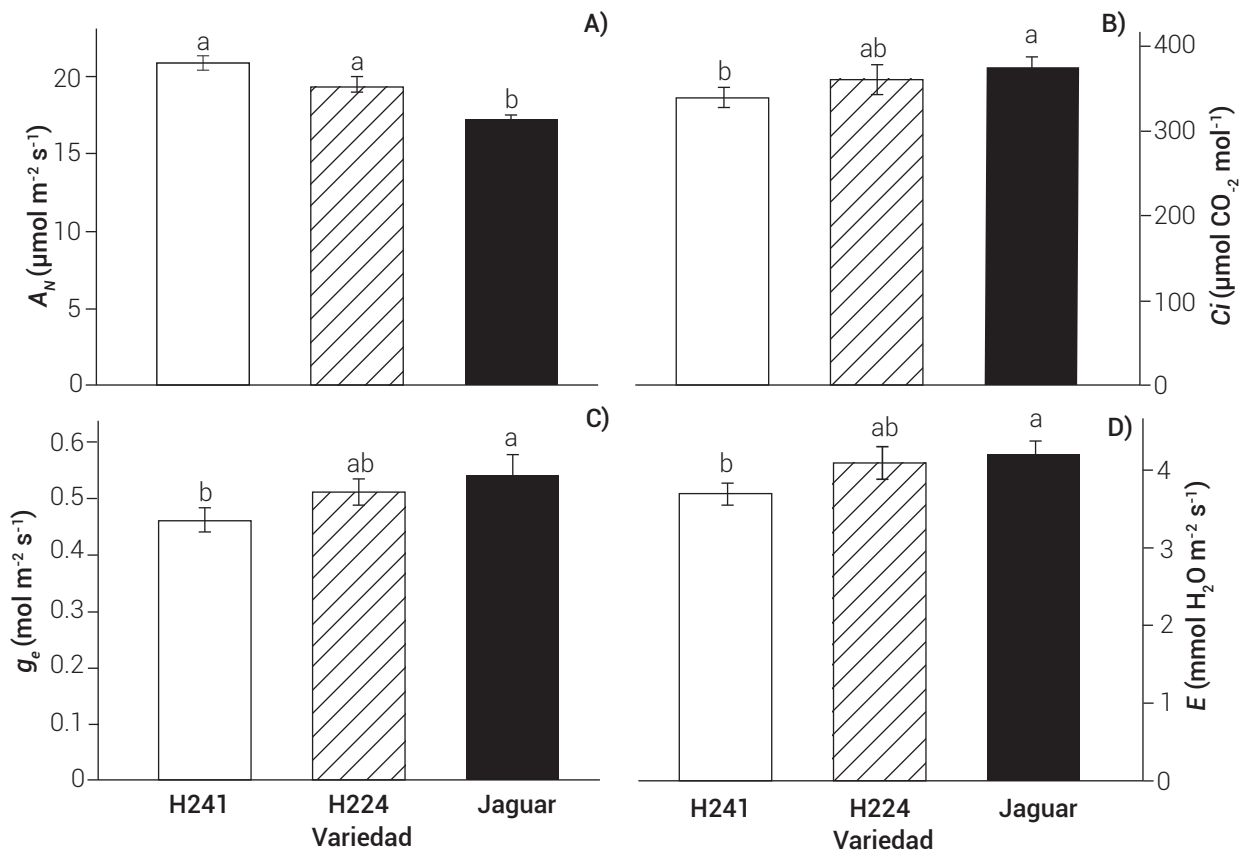 A)
a
a
b
20
15
10
5
0
A_N (μmol m⁻² s⁻¹)
B)
b
ab
a
400
300
200
100
0
Ci (μmol CO₋₂ mol⁻¹)
C)
b
ab
a
0.6
0.5
0.4
0.3
0.2
0.1
0
g_e (mol m⁻² s⁻¹)
H241 H224 Jaguar
Variedad
D)
b
ab
a
4
3
2
1
0
E (mmol H₂O m⁻² s⁻¹)
H241 H224 Jaguar
Variedad